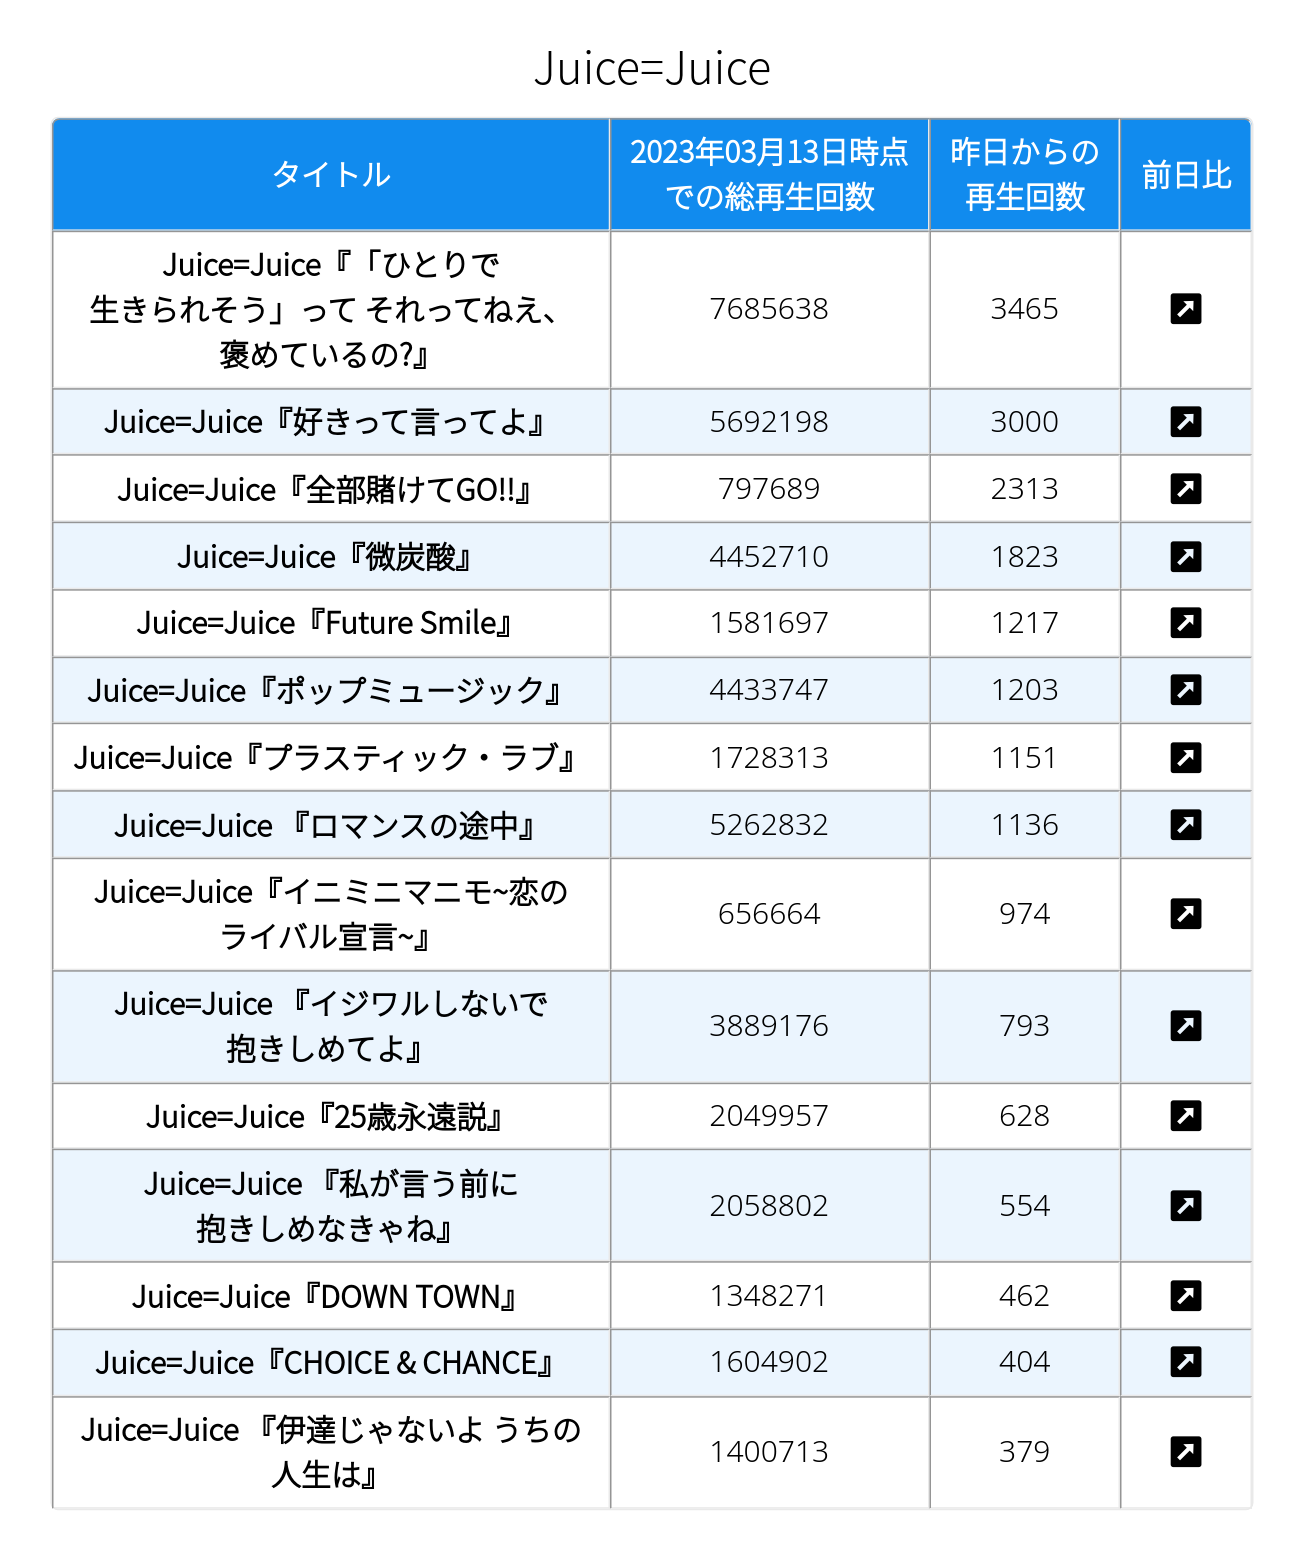 Juice=Juice
タイトル
2023年03月13日時点
での総再生回数
昨日からの
再生回数
前日比
Juice=Juice『「ひとりで
生きられそう」って それってねえ、
褒めているの?』
7685638
3465
Juice=Juice『好きって言ってよ』
5692198
3000
Juice=Juice『全部賭けてGO!!』
797689
2313
Juice=Juice『微炭酸』
4452710
1823
Juice=Juice『Future Smile』
1581697
1217
Juice=Juice『ポップミュージック』
4433747
1203
Juice=Juice『プラスティック・ラブ』
1728313
1151
Juice=Juice 『ロマンスの途中』
5262832
1136
Juice=Juice『イニミニマニモ~恋の
ライバル宣言~』
656664
974
Juice=Juice 『イジワルしないで
抱きしめてよ』
3889176
793
Juice=Juice『25歳永遠説』
2049957
628
Juice=Juice 『私が言う前に
抱きしめなきゃね』
2058802
554
Juice=Juice『DOWN TOWN』
1348271
462
Juice=Juice『CHOICE & CHANCE』
1604902
404
Juice=Juice 『伊達じゃないよ うちの
人生は』
1400713
379